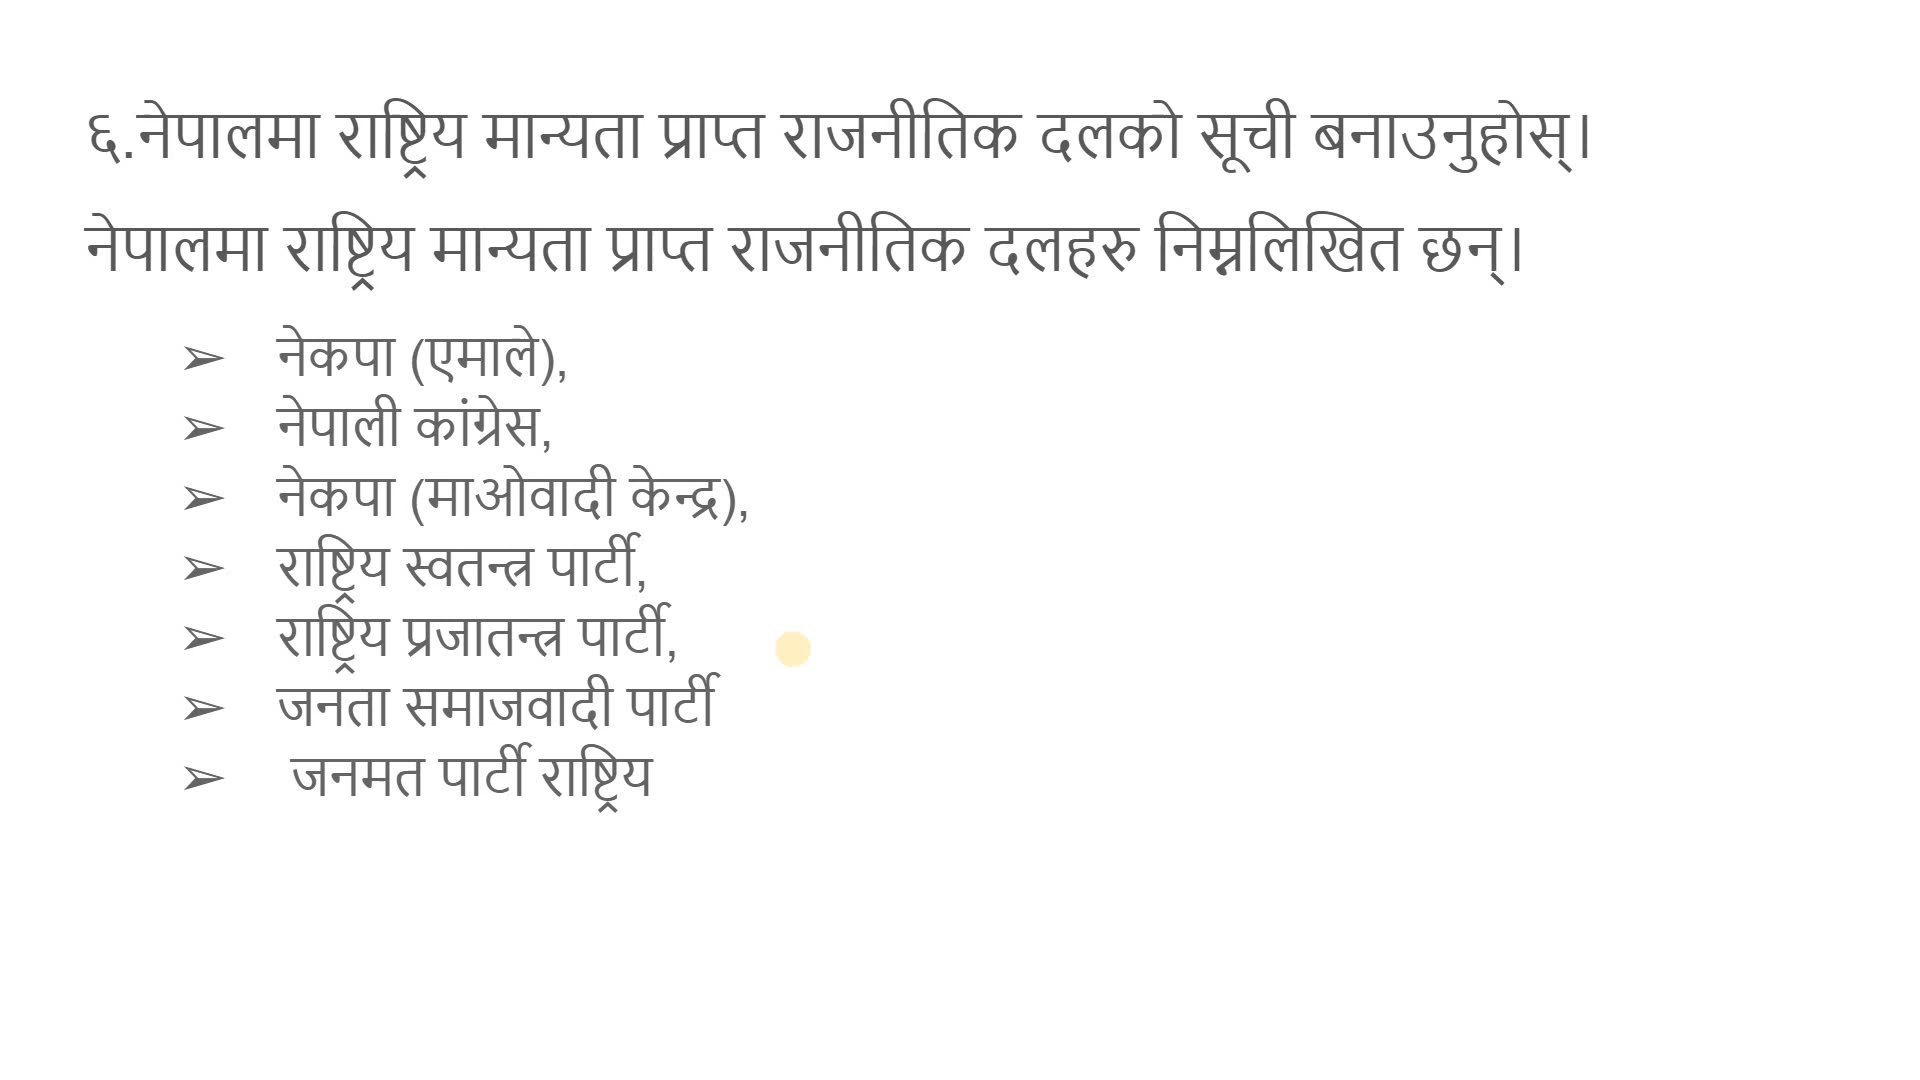 ६.नेपालमा राष्ट्रिय मान्यता प्राप्त राजनीतिक दलको सूची बनाउनुहोस्।
नेपालमा राष्ट्रिय मान्यता प्राप्त राजनीतिक दलहरु निम्नलिखित छन्।
➢ नेकपा (एमाले),
➢ नेपाली कांग्रेस,
➢ नेकपा (माओवादी केन्द्र),
➢ राष्ट्रिय स्वतन्त्र पार्टी,
➢ राष्ट्रिय प्रजातन्त्र पार्टी,
➢ जनता समाजवादी पार्टी
➢ जनमत पार्टी राष्ट्रिय